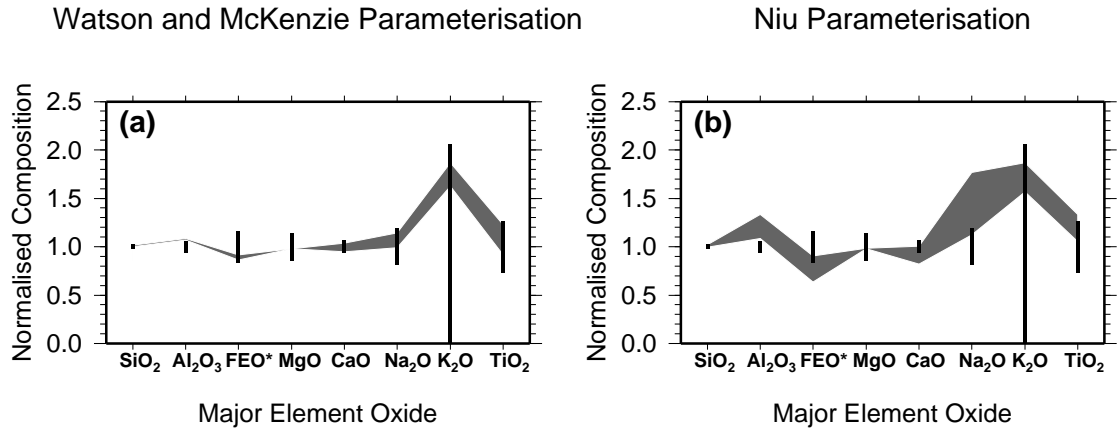 Watson and McKenzie Parameterisation
Niu Parameterisation
(a)
Normalised Composition
2.5
2.0
1.5
1.0
0.5
0.0
SiO₂ Al₂O₃ FEO* MgO CaO Na₂O K₂O TiO₂
Major Element Oxide
(b)
Normalised Composition
2.5
2.0
1.5
1.0
0.5
0.0
SiO₂ Al₂O₃ FEO* MgO CaO Na₂O K₂O TiO₂
Major Element Oxide